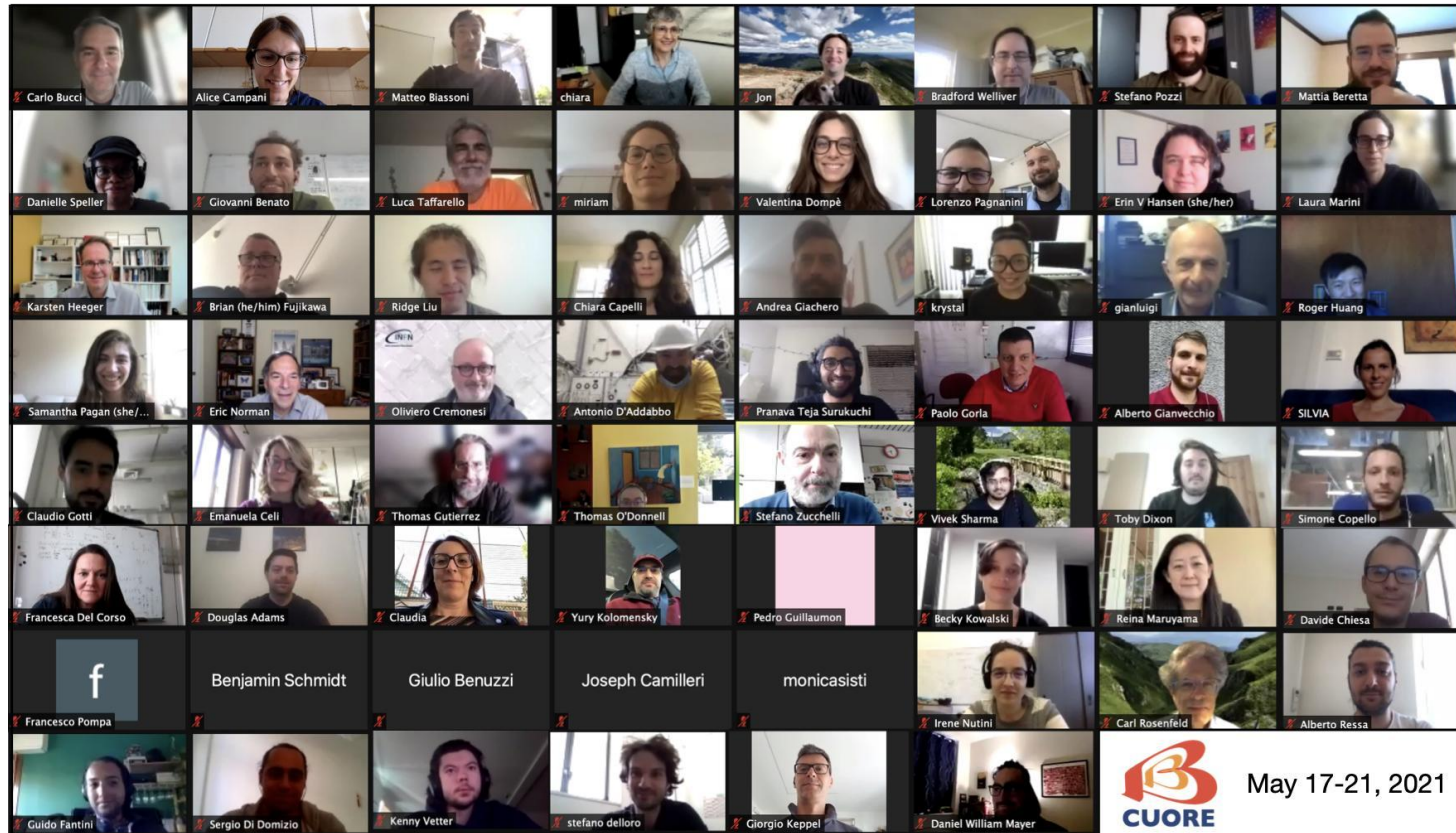 Carlo Bucci
Alice Campani
Matteo Biassoni
chiara
Jon
Bradford Welliver
Stefano Pozzi
Mattia Beretta
Danielle Speller
Giovanni Benato
Luca Taffarello
miriam
Valentina Dompè
Lorenzo Pagnanini
Erin V Hansen (she/her)
Laura Marini
Karsten Heeger
Brian (he/him) Fujikawa
Ridge Liu
Chiara Capelli
Andrea Giachero
krystal
gianluigi
Roger Huang
Samantha Pagan (she/...
Eric Norman
INFN
Oliviero Cremonesi
Antonio D'Addabbo
Pranava Teja Surukuchi
Paolo Gorla
Alberto Gianvecchio
SILVIA
Claudio Gotti
Emanuela Celi
Thomas Gutierrez
Thomas O'Donnell
Stefano Zucchelli
Vivek Sharma
Toby Dixon
Simone Copello
Francesca Del Corso
Douglas Adams
Claudia
Yury Kolomensky
Pedro Guillaumon
Becky Kowalski
Reina Maruyama
Davide Chiesa
f
Francesco Pompa
Benjamin Schmidt
Giulio Benuzzi
Joseph Camilleri
monicasisti
Irene Nutini
Carl Rosenfeld
Alberto Ressa
Guido Fantini
Sergio Di Domizio
Kenny Vetter
stefano delloro
Giorgio Keppel
Daniel William Mayer
CUORE
May 17-21, 2021